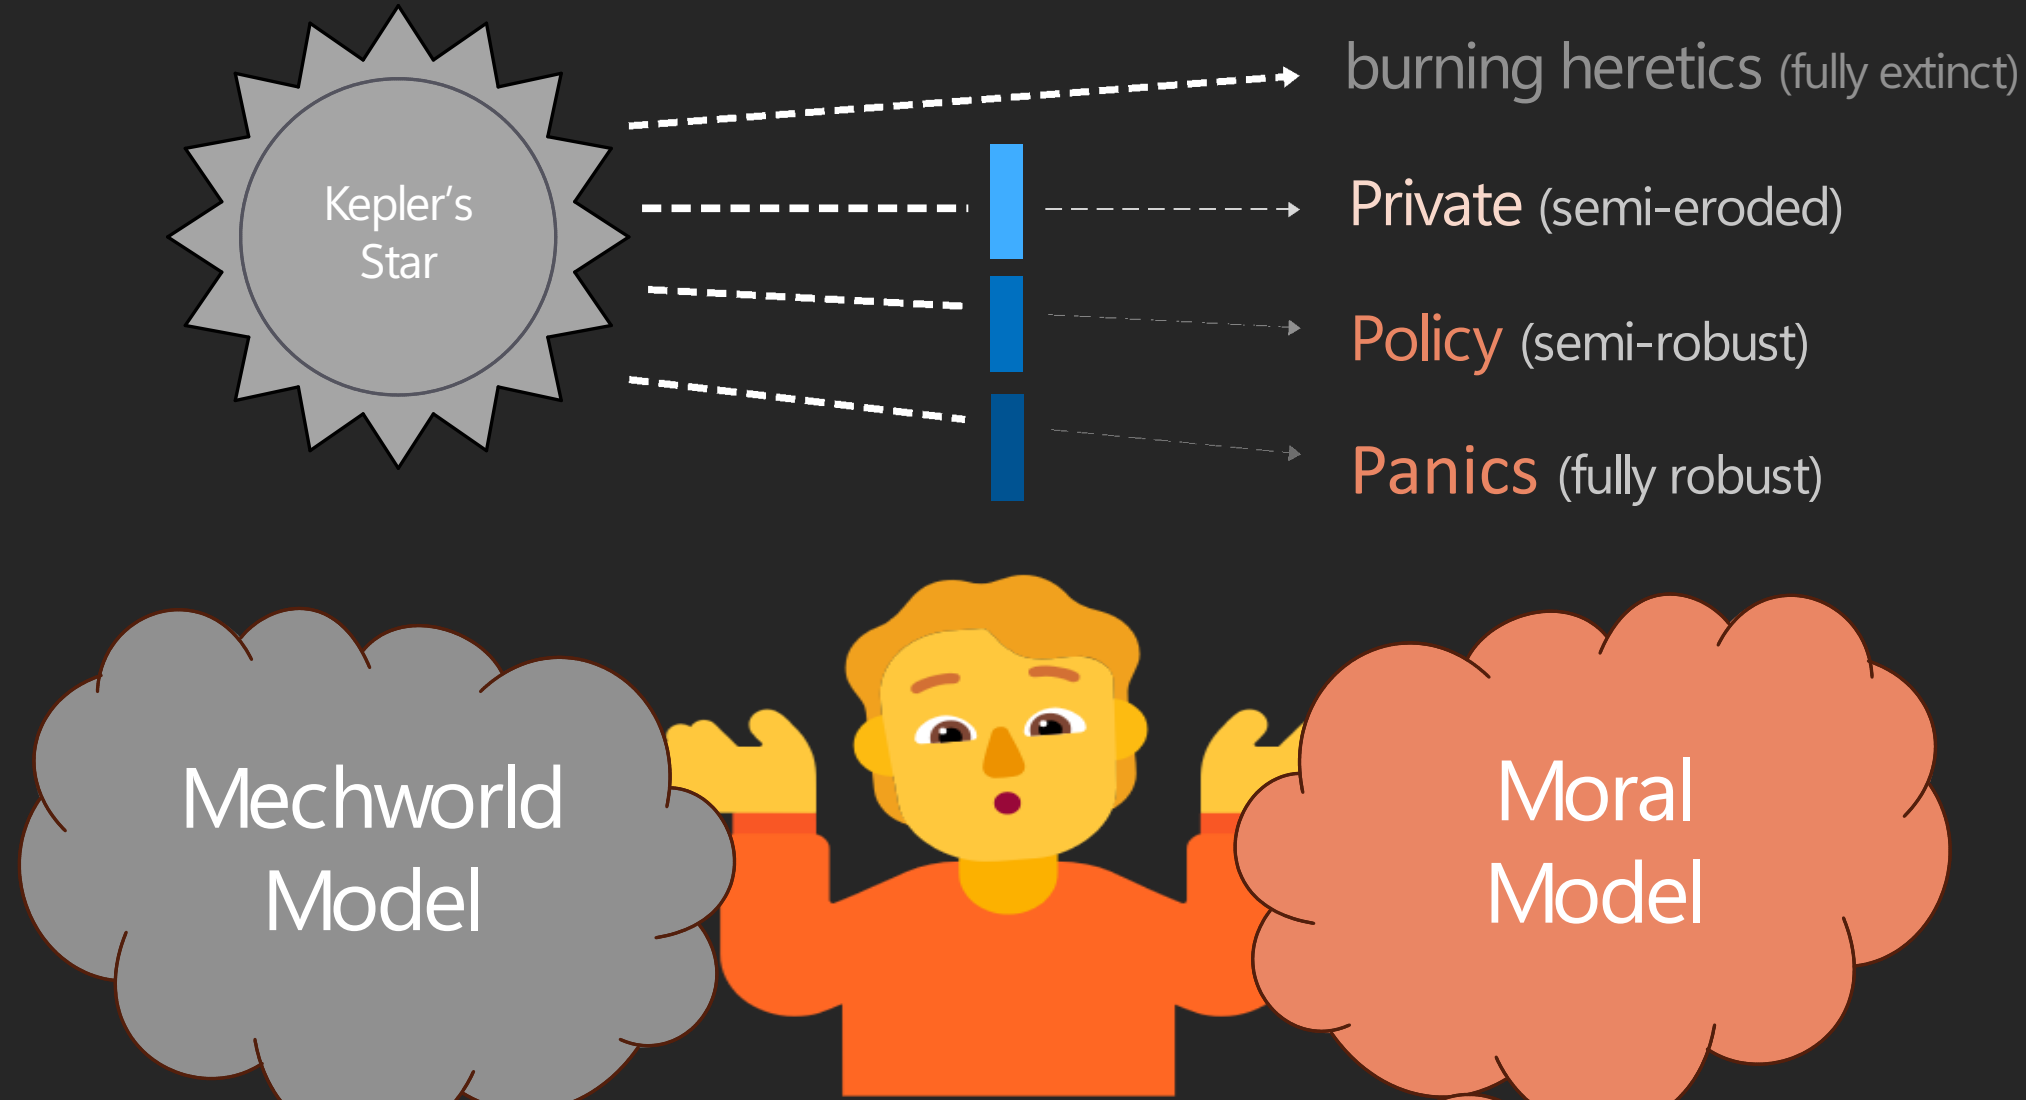 Kepler‘s
Star
burning heretics (fully extinct)
Private (semi-eroded)
Policy (semi-robust)
Panics (fully robust)
Mechworld
Model
Moral
Model